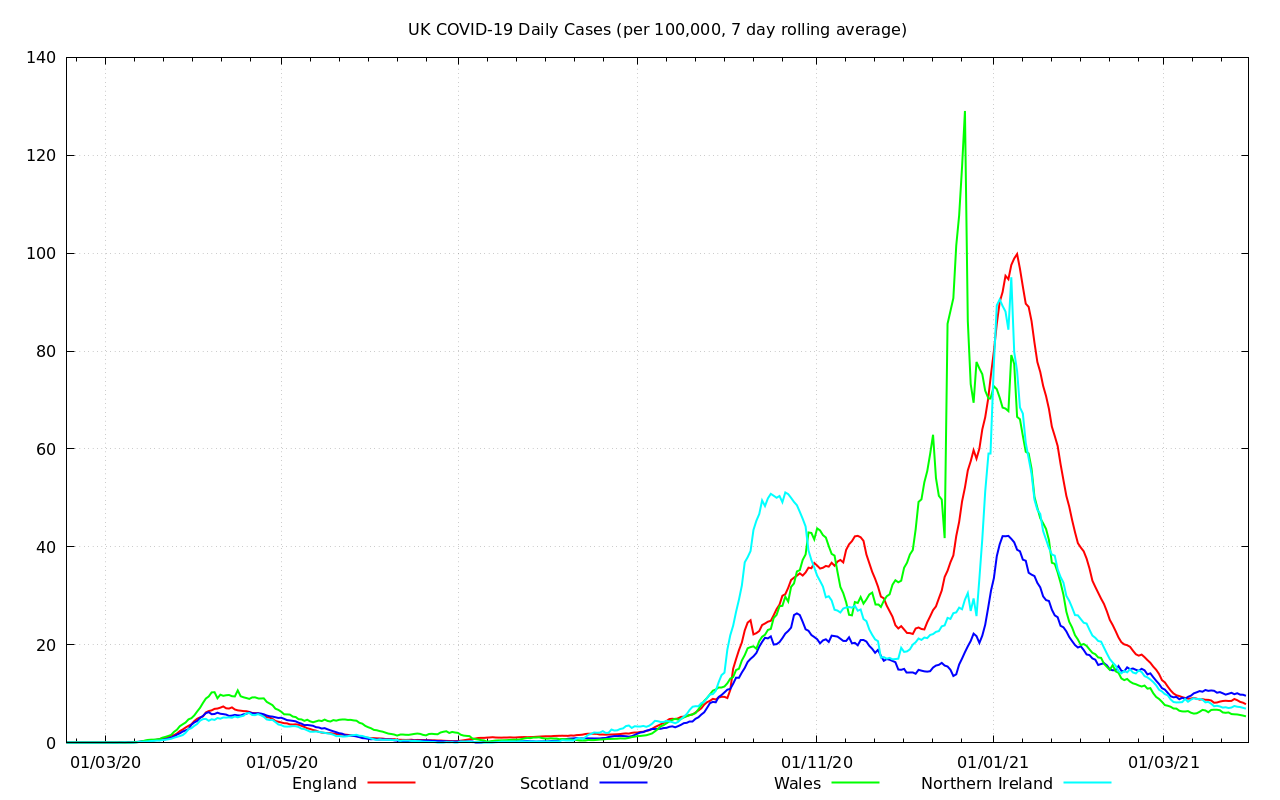 UK COVID-19 Daily Cases (per 100,000, 7 day rolling average)
140
120
100
80
60
40
20
0
01/03/20 01/05/20 01/07/20 01/09/20 01/11/20 01/01/21 01/03/21
England Scotland Wales Northern Ireland